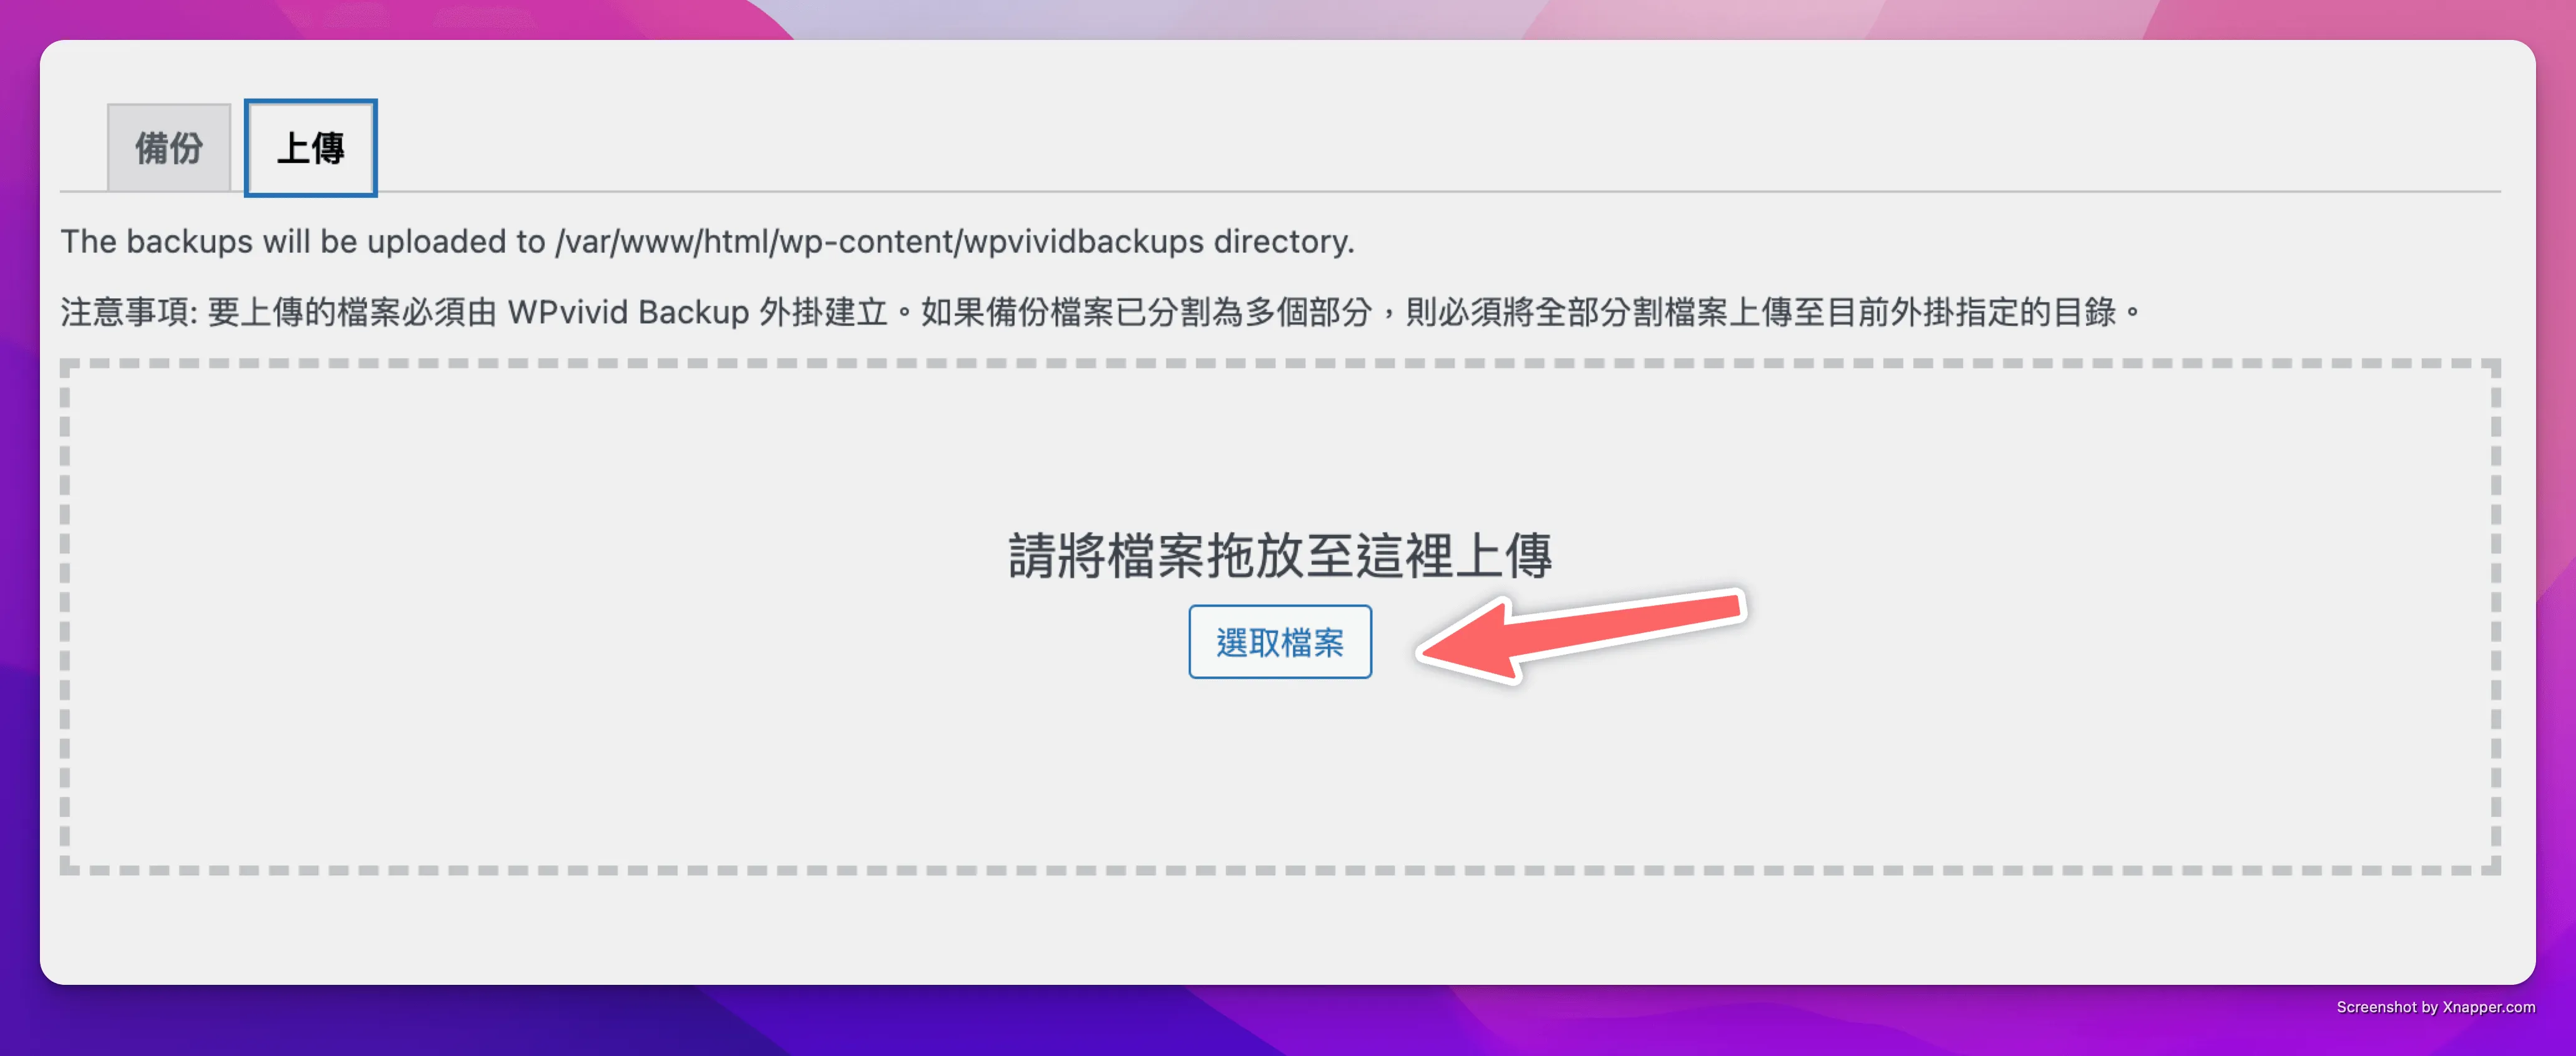 備份
上傳
The backups will be uploaded to /var/www/html/wp-content/wpvividbackups directory.
注意事項: 要上傳的檔案必須由 WPvivid Backup 外掛建立。如果備份檔案已分割為多個部分，則必須將全部分割檔案上傳至目前外掛指定的目錄。
請將檔案拖放至這裡上傳
選取檔案
Screenshot by Xnapper.com